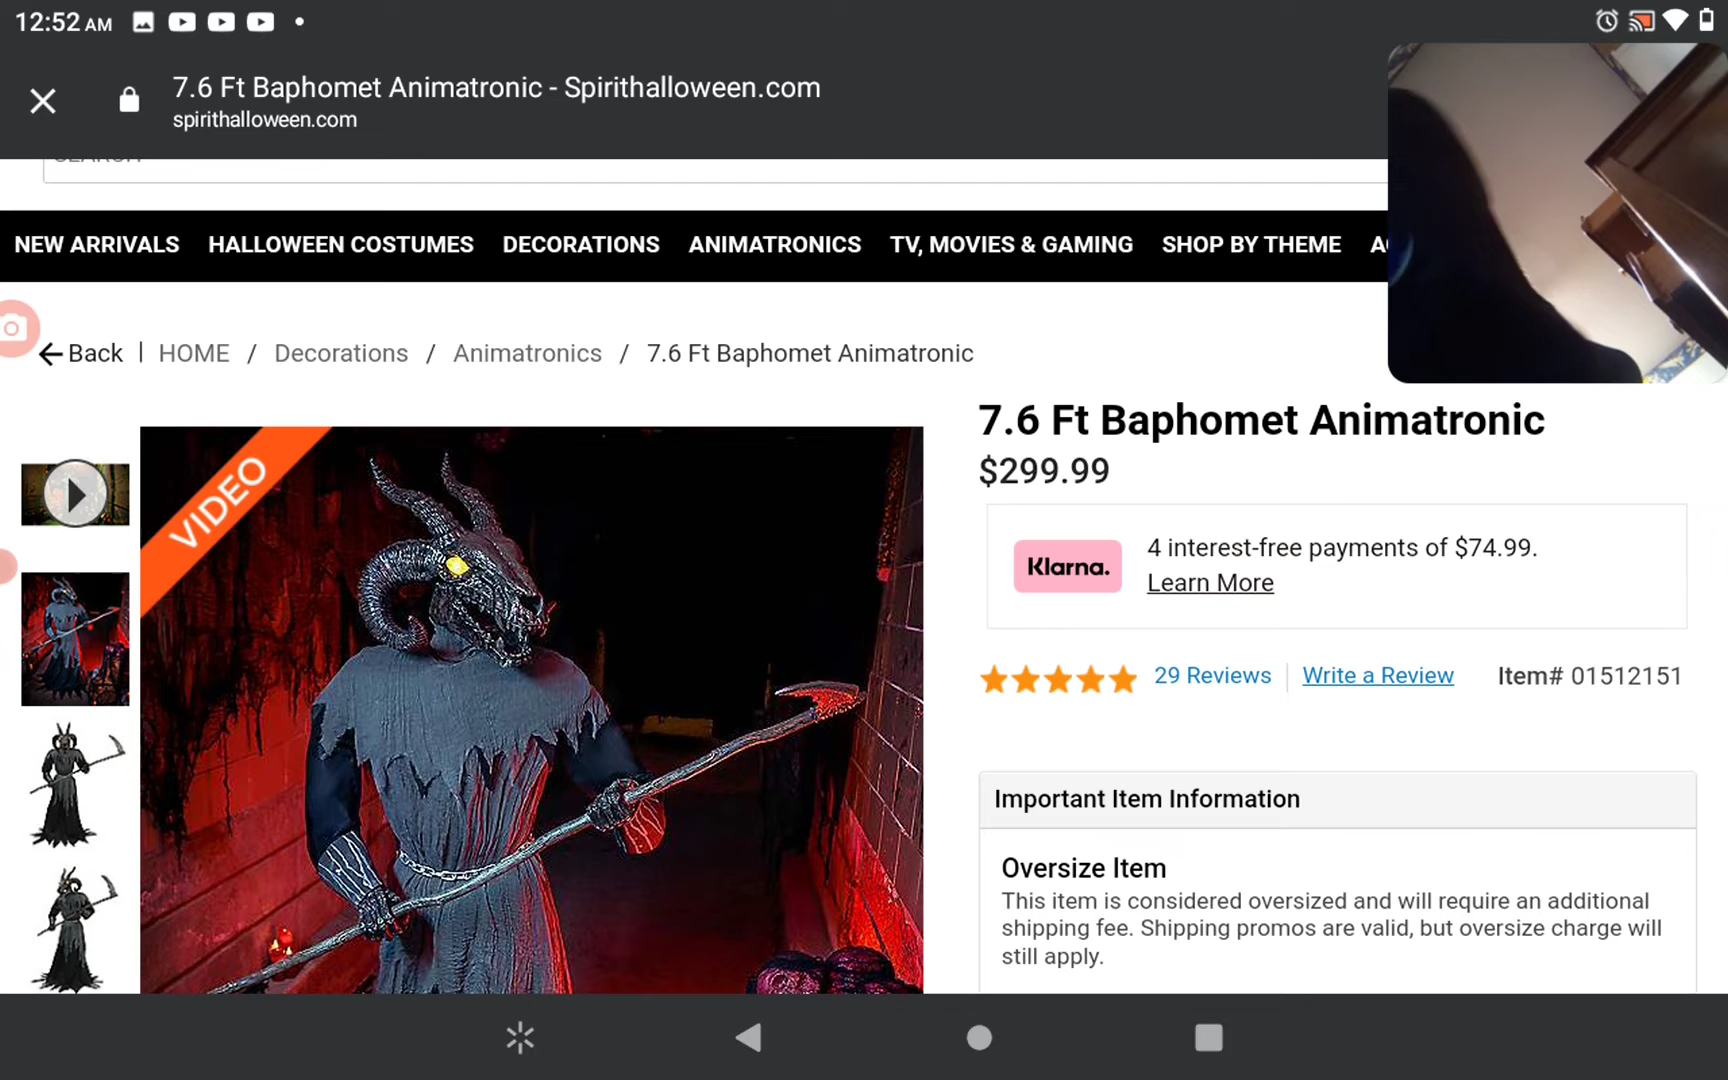 12:52 AM
7.6 Ft Baphomet Animatronic - Spirithalloween.com
spirithalloween.com
NEW ARRIVALS HALLOWEEN COSTUMES DECORATIONS ANIMATRONICS TV, MOVIES & GAMING SHOP BY THEME
Back | HOME / Decorations / Animatronics / 7.6 Ft Baphomet Animatronic
VIDEO
7.6 Ft Baphomet Animatronic
$299.99
Klarna.
4 interest-free payments of $74.99.
Learn More
29 Reviews
Write a Review
Item# 01512151
Important Item Information
Oversize Item
This item is considered oversized and will require an additional
shipping fee. Shipping promos are valid, but oversize charge will
still apply.